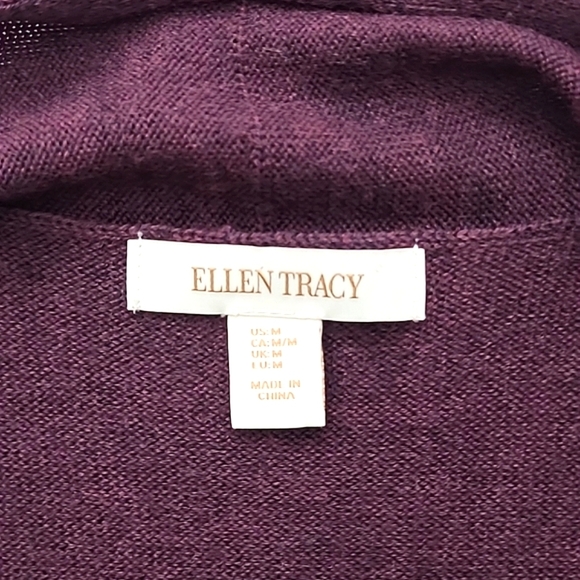 ELLEN TRACY
US:M
CA:M/M
UK:M
EU:M
MADE IN
CHINA